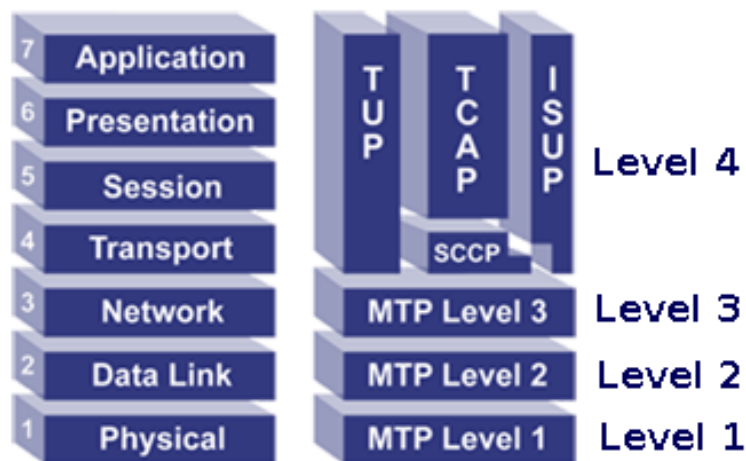 7 Application
6 Presentation
5 Session
4 Transport
3 Network
2 Data Link
1 Physical
TUP
TCAP
ISUP
SCCP
Level 4
MTP Level 3 Level 3
MTP Level 2 Level 2
MTP Level 1 Level 1